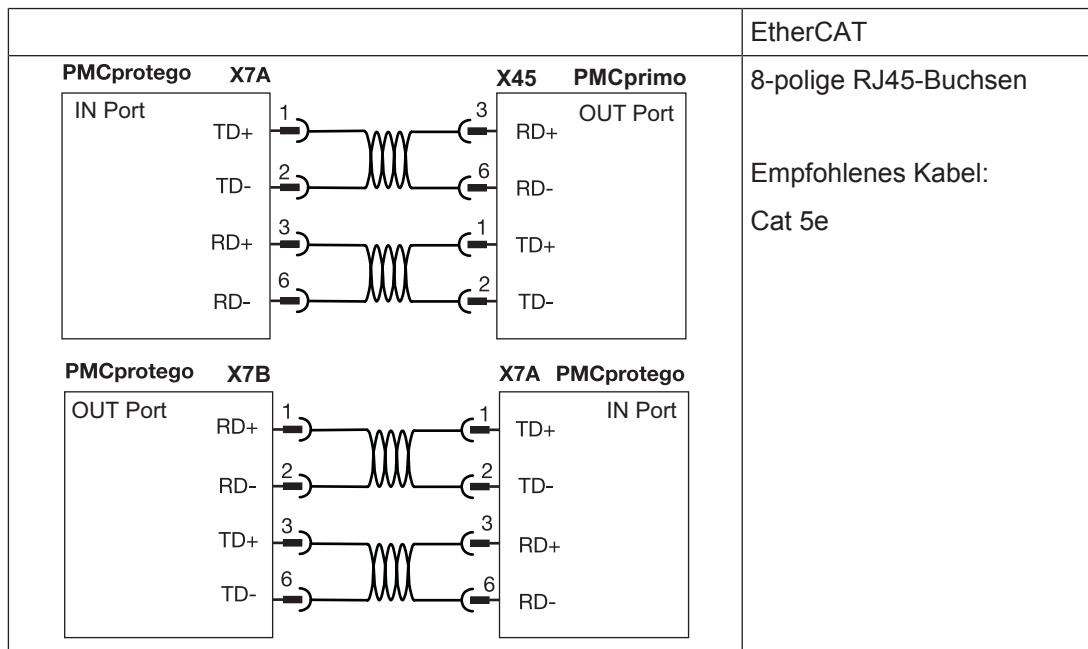 EtherCAT
PMCprotego X7A X45 PMCprimo
IN Port OUT Port
TD+ 1 3 RD+
TD- 2 6 RD-
RD+ 3 1 TD+
RD- 6 2 TD-
8-polige RJ45-Buchsen
Empfohlenes Kabel:
Cat 5e
PMCprotego X7B X7A PMCprotego
OUT Port IN Port
RD+ 1 1 TD+
RD- 2 2 TD-
TD+ 3 3 RD+
TD- 6 6 RD-